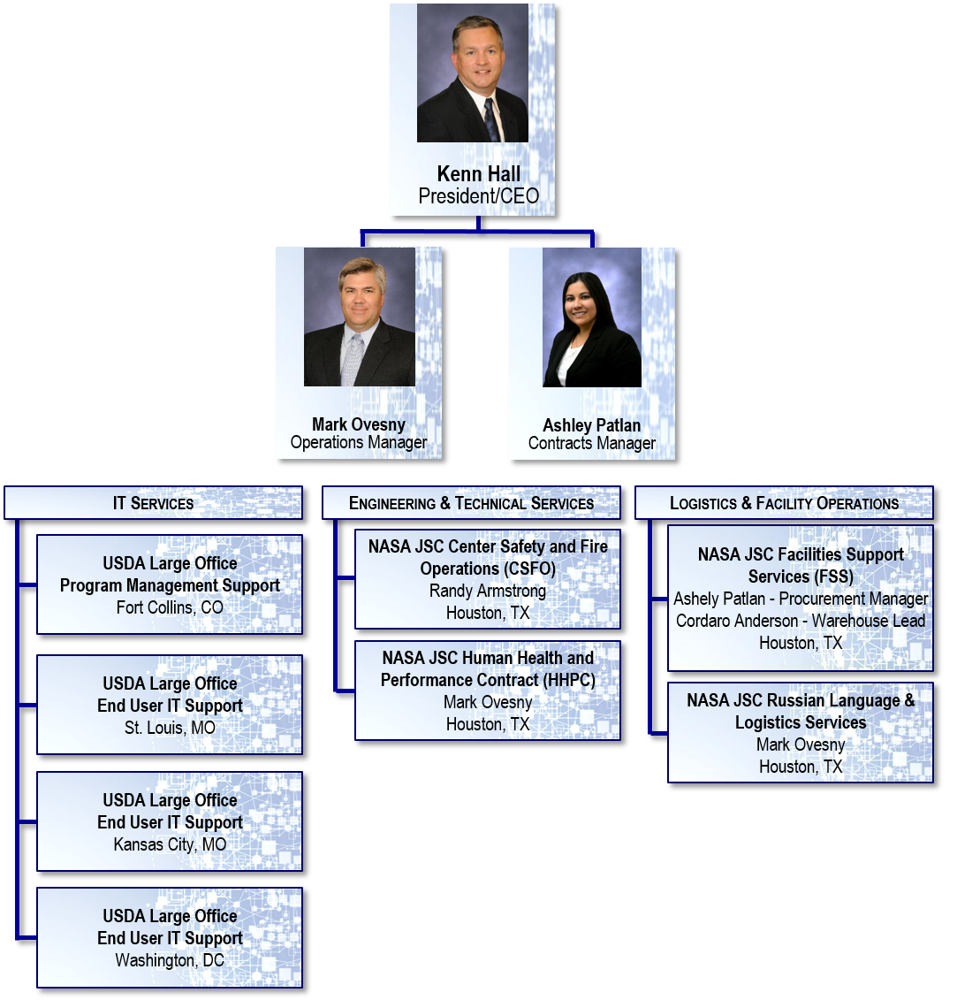 Kenn Hall
President/CEO
Mark Ovesny
Operations Manager
Ashley Patlan
Contracts Manager
IT SERVICES
USDA Large Office
Program Management Support
Fort Collins, CO
USDA Large Office
End User IT Support
St. Louis, MO
USDA Large Office
End User IT Support
Kansas City, MO
USDA Large Office
End User IT Support
Washington, DC
ENGINEERING & TECHNICAL SERVICES
NASA JSC Center Safety and Fire
Operations (CSFO)
Randy Armstrong
Houston, TX
NASA JSC Human Health and
Performance Contract (HHPC)
Mark Ovesny
Houston, TX
LOGISTICS & FACILITY OPERATIONS
NASA JSC Facilities Support
Services (FSS)
Ashely Patlan - Procurement Manager
Cordaro Anderson - Warehouse Lead
Houston, TX
NASA JSC Russian Language &
Logistics Services
Mark Ovesny
Houston, TX